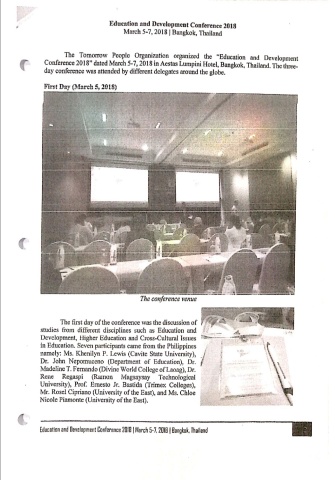 Education and Development Conference 2018
March 5-7, 2018 | Bangkok, Thailand
The Tomorrow People Organization organized the "Education and Development
Conference 2018" dated March 5-7, 2018 in Aestas Lumpini Hotel, Bangkok, Thailand. The three-
day conference was attended by different delegates around the globe.
First Day (March 5, 2018)
The conference venue
The first day of the conference was the discussion of
studies from different disciplines such as Education and
Development, Higher Education and Cross-Cultural Issues
in Education. Seven participants came from the Philippines
namely: Ms. Khenilyn P. Lewis (Cavite State University),
Dr. John Nepomuceno (Department of Education), Dr.
Madeline T. Fernando (Divine World College of Laoag), Dr.
Rose Regaspi (Ramon Magsaysay Technological
University), Prof. Ernesto Jr. Bastida (Trimex Colleges),
Mr. Rozel Cipriano (University of the East), and Ms. Chloe
Nicole Piamonte (University of the East).
Education and Development Conference 2018 | March 5-7, 2018 | Bangkok, Thailand